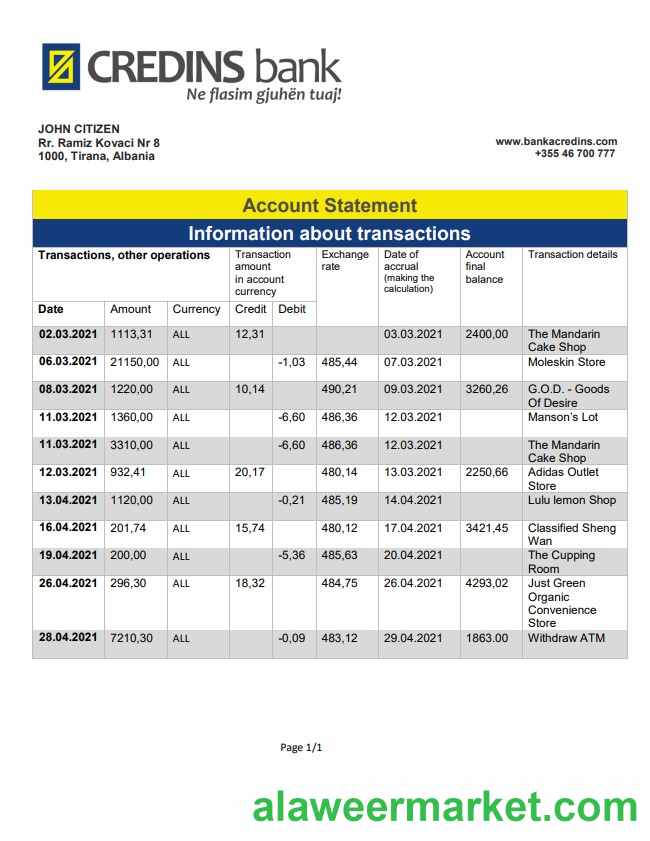 CREDINS bank
Ne flasim gjuhën tuaj!
JOHN CITIZEN
Rr. Ramiz Kovaci Nr 8
1000, Tirana, Albania
www.bankacredins.com
+355 46 700 777
Account Statement
Information about transactions
Transactions, other operations Transaction amount in account currency Exchange rate Date of accrual (making the calculation) Account final balance Transaction details
Date Amount Currency Credit Debit
02.03.2021 1113,31 ALL 12,31 03.03.2021 2400,00 The Mandarin
Cake Shop
06.03.2021 21150,00 ALL -1,03 485,44 07.03.2021 Moleskin Store
08.03.2021 1220,00 ALL 10,14 490,21 09.03.2021 3260,26 G.O.D. - Goods
Of Desire
11.03.2021 1360,00 ALL -6,60 486,36 12.03.2021 Manson's Lot
11.03.2021 3310,00 ALL -6,60 486,36 12.03.2021 The Mandarin
Cake Shop
12.03.2021 932,41 ALL 20,17 480,14 13.03.2021 2250,66 Adidas Outlet
Store
13.04.2021 1120,00 ALL -0,21 485,19 14.04.2021 Lulu lemon Shop
16.04.2021 201,74 ALL 15,74 480,12 17.04.2021 3421,45 Classified Sheng
Wan
19.04.2021 200,00 ALL -5,36 485,63 20.04.2021 The Cupping
Room
26.04.2021 296,30 ALL 18,32 484,75 26.04.2021 4293,02 Just Green
Organic
Convenience
Store
28.04.2021 7210,30 ALL -0,09 483,12 29.04.2021 1863.00 Withdraw ATM
Page 1/1
alaweermarket.com